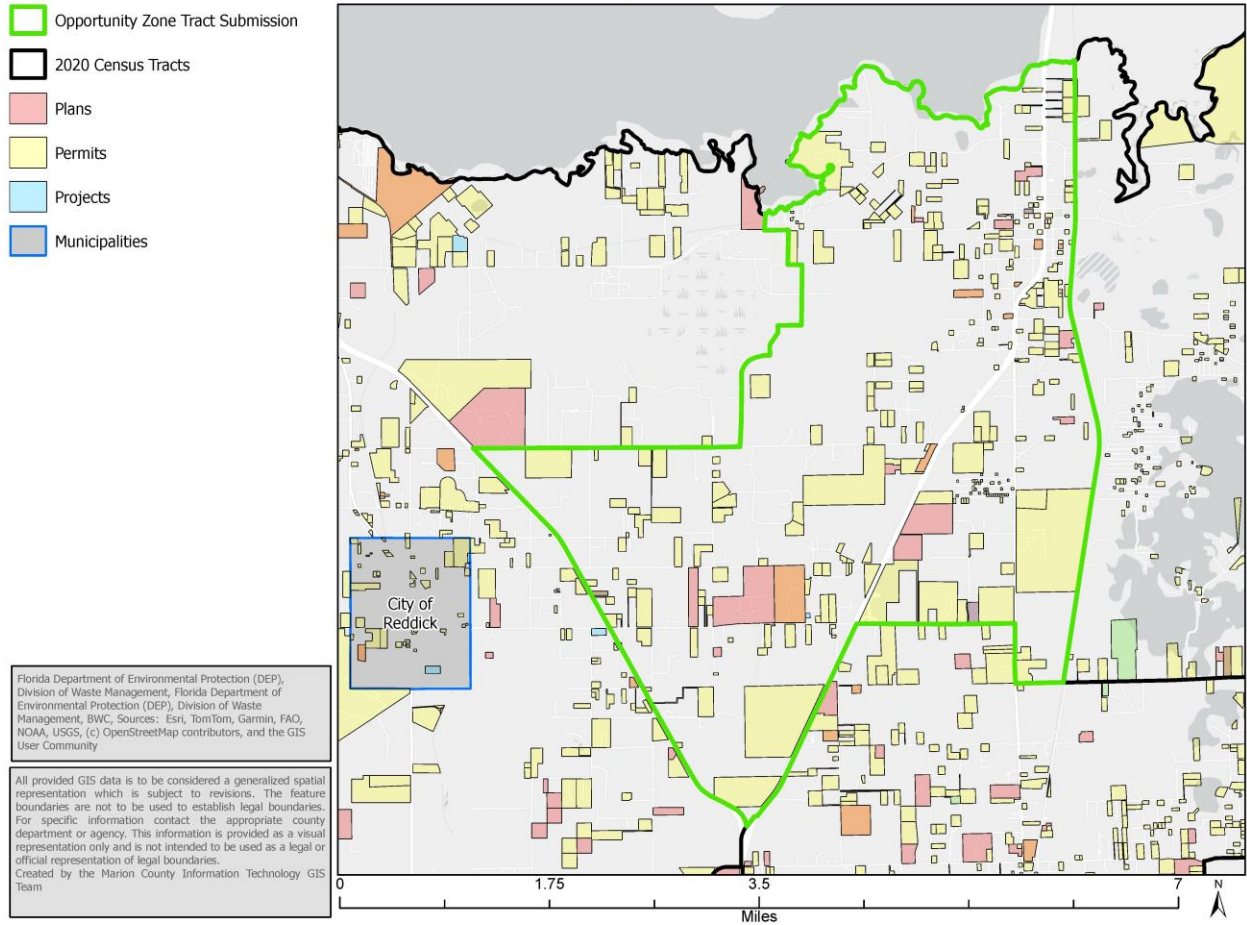 Opportunity Zone Tract Submission
2020 Census Tracts
Plans
Permits
Projects
Municipalities
City of
Reddick
Florida Department of Environmental Protection (DEP),
Division of Waste Management, Florida Department of
Environmental Protection (DEP), Division of Waste
Management, BWC, Sources: Esri, TomTom, Garmin, FAO,
NOAA, USGS, (c) OpenStreetMap contributors, and the GIS
User Community
All provided GIS data is to be considered a generalized spatial
representation which is subject to revisions. The feature
boundaries are not to be used to establish legal boundaries.
For specific information contact the appropriate county
department or agency. This information is provided as a visual
representation only and is not intended to be used as a legal or
official representation of legal boundaries.
Created by the Marion County Information Technology GIS
Team
0 1.75 3.5 7
Miles
N